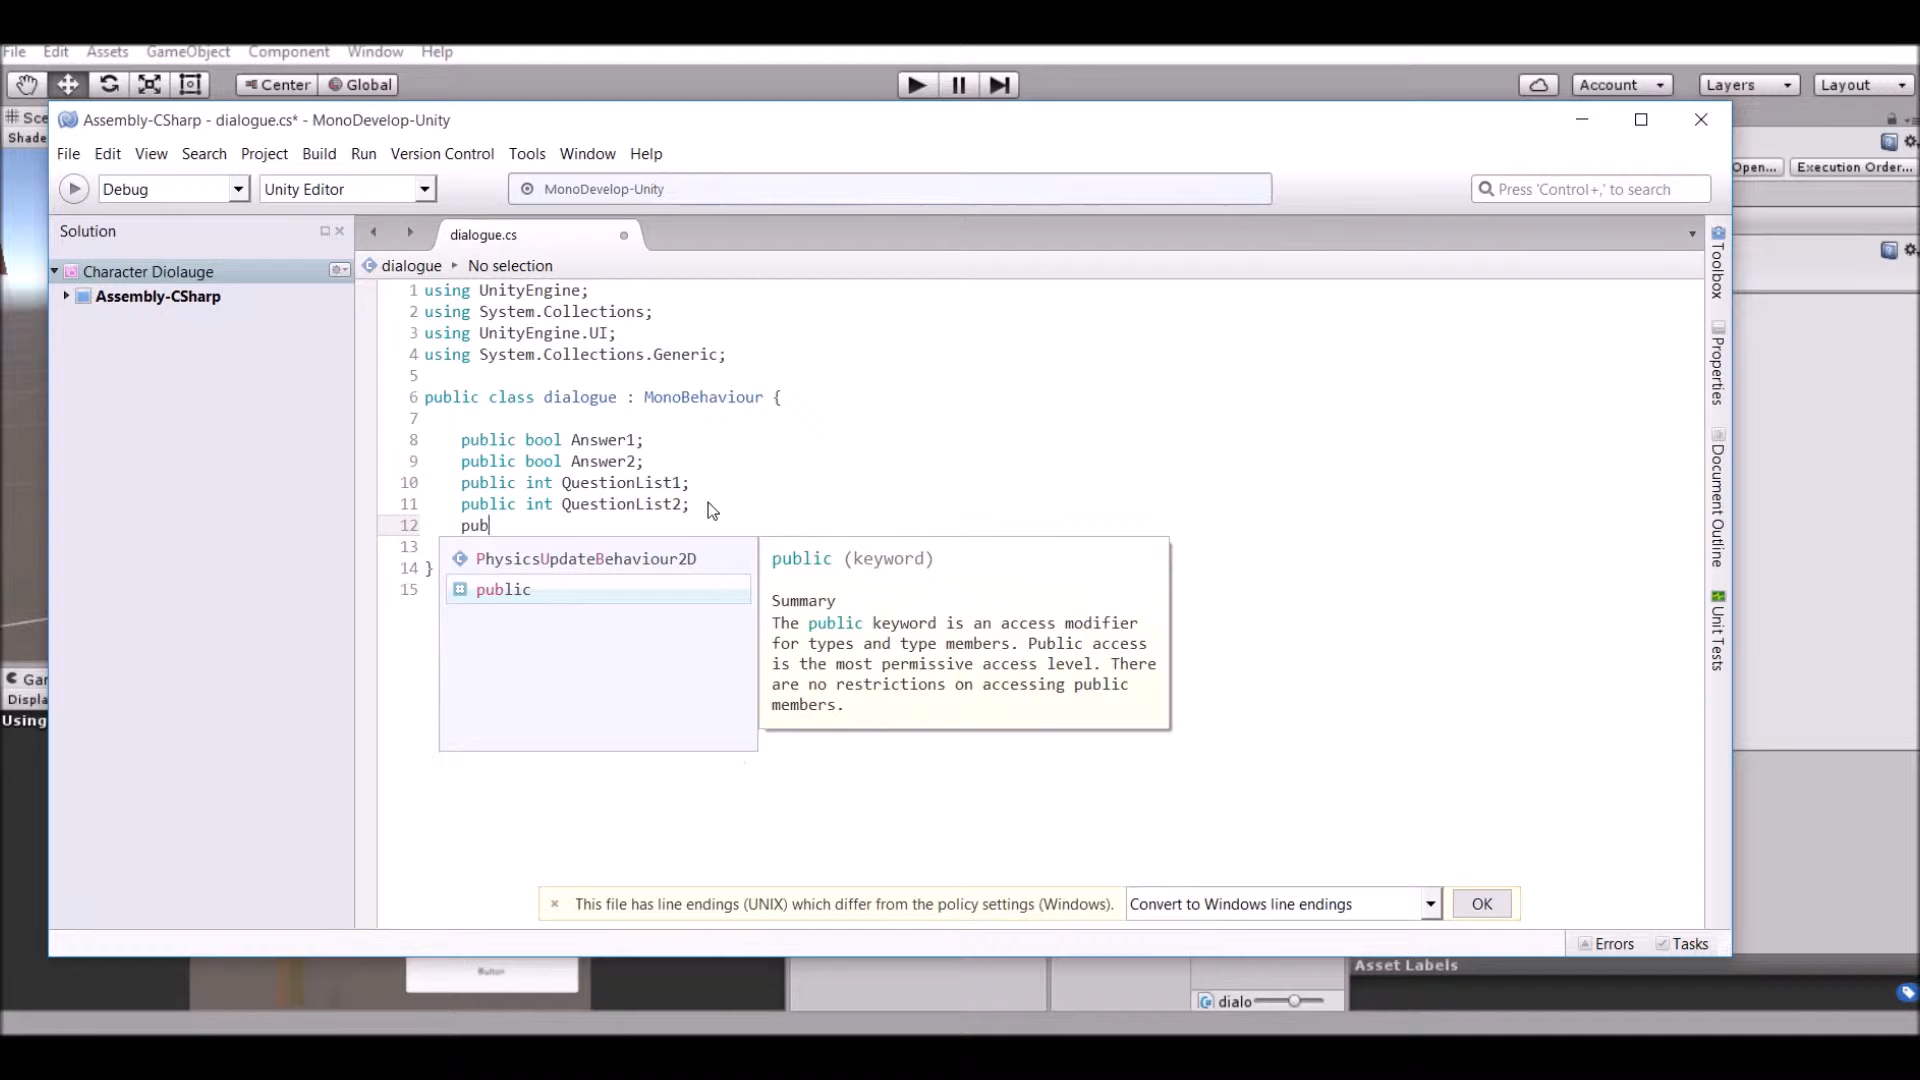 File Edit Assets GameObject Component Window Help
Center Global Account Layers Layout
Sce
Shade
Assembly-CSharp - dialogue.cs* - MonoDevelop-Unity
File Edit View Search Project Build Run Version Control Tools Window Help
Open... Execution Order...
Debug Unity Editor MonoDevelop-Unity Press 'Control+,' to search
Solution
dialogue.cs
Character Diolauge
dialogue No selection
Assembly-CSharp
1 using UnityEngine;
2 using System.Collections;
3 using UnityEngine.UI;
4 using System.Collections.Generic;
5
6 public class dialogue : MonoBehaviour {
7
8 public bool Answer1;
9 public bool Answer2;
10 public int QuestionList1;
11 public int QuestionList2;
12 pub
13
14 }
15
PhysicsUpdateBehaviour2D
public
public (keyword)
Summary
The public keyword is an access modifier
for types and type members. Public access
is the most permissive access level. There
are no restrictions on accessing public
members.
Toolbox
Properties
Document Outline
Unit Tests
Gar
Displa
Using
This file has line endings (UNIX) which differ from the policy settings (Windows). Convert to Windows line endings OK
Errors Tasks
Button
Asset Labels
dialo